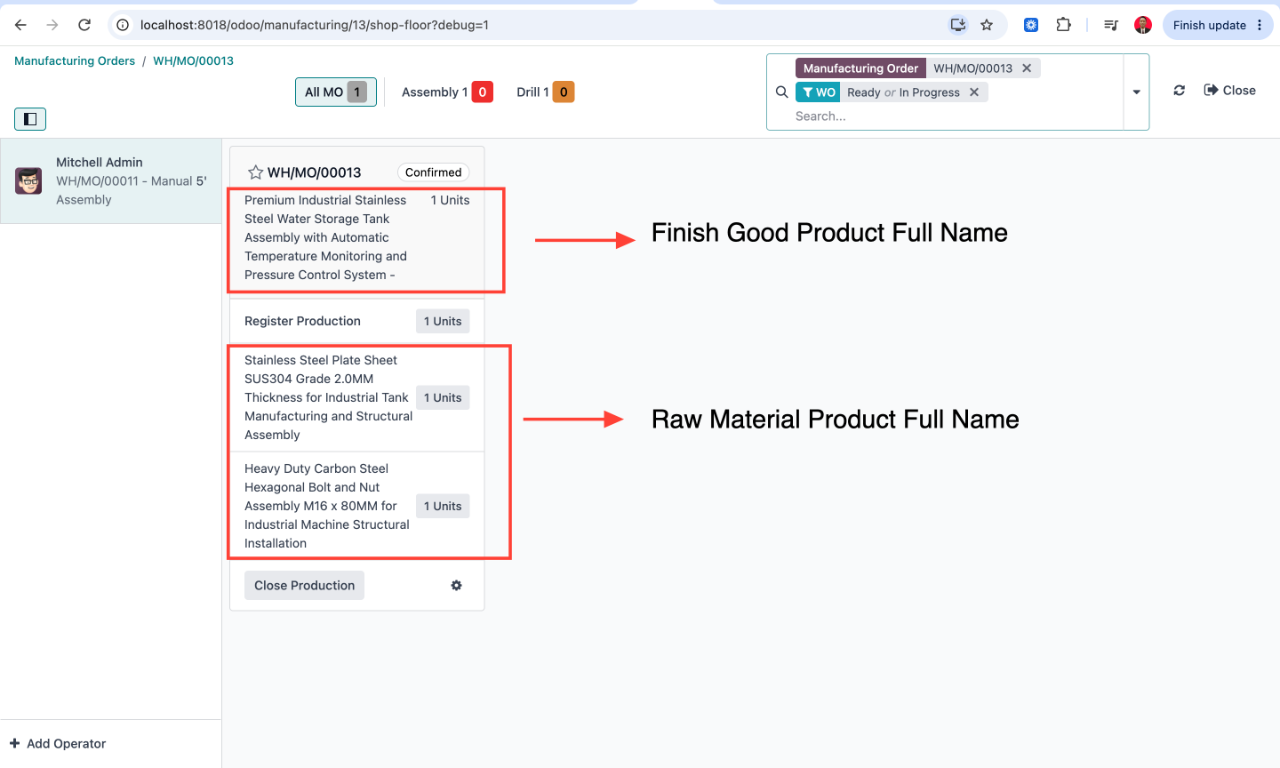 localhost:8018/odoo/manufacturing/13/shop-floor?debug=1
Finish update
Manufacturing Orders / WH/MO/00013
All MO 1
Assembly 1 0
Drill 1 0
Manufacturing Order WH/MO/00013
WO Ready or In Progress
Search...
Close
Mitchell Admin
WH/MO/00011 - Manual 5'
Assembly
WH/MO/00013 Confirmed
Premium Industrial Stainless 1 Units
Steel Water Storage Tank
Assembly with Automatic
Temperature Monitoring and
Pressure Control System -
Finish Good Product Full Name
Register Production 1 Units
Stainless Steel Plate Sheet
SUS304 Grade 2.0MM
Thickness for Industrial Tank 1 Units
Manufacturing and Structural
Assembly
Raw Material Product Full Name
Heavy Duty Carbon Steel
Hexagonal Bolt and Nut
Assembly M16 x 80MM for 1 Units
Industrial Machine Structural
Installation
Close Production
Add Operator